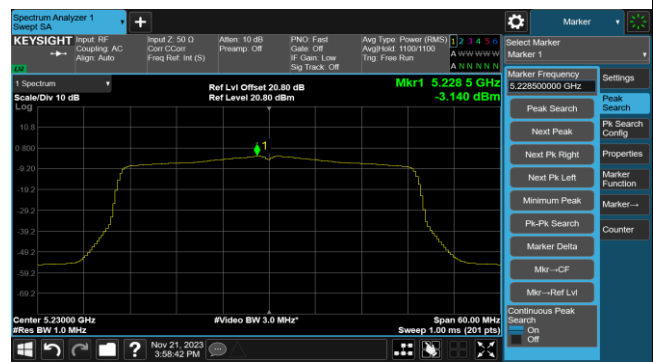 Spectrum Analyzer 1
Swept SA
Marker
KEYSIGHT
Input: RF
Coupling: AC
Align: Auto
Input Z: 50 Ω
Corr CCorr
Freq Ref: Int (S)
Atten: 10 dB
Preamp: Off
PNO: Fast
Gate: Off
IF Gain: Low
Sig Track: Off
Avg Type: Power (RMS)
Avg|Hold: 1100/1100
Trig: Free Run
1 2 3 4 5 6
A W W W W W
A N N N N N
Select Marker
Marker 1
1 Spectrum
Scale/Div 10 dB
Log
Ref Lvl Offset 20.80 dB
Ref Level 20.80 dBm
Mkr1 5.228 5 GHz
-3.140 dBm
10.8
0.800
-9.20
-19.2
-29.2
-39.2
-49.2
-59.2
-69.2
1
Center 5.23000 GHz
#Res BW 1.0 MHz
#Video BW 3.0 MHz*
Span 60.00 MHz
Sweep 1.00 ms (201 pts)
Marker Frequency
5.228500000 GHz
Peak Search
Next Peak
Next Pk Right
Next Pk Left
Minimum Peak
Pk-Pk Search
Marker Delta
Mkr→CF
Mkr→Ref Lvl
Continuous Peak
Search
On
Off
Settings
Peak
Search
Pk Search
Config
Properties
Marker
Function
Marker→
Counter
?
Nov 21, 2023
3:58:42 PM